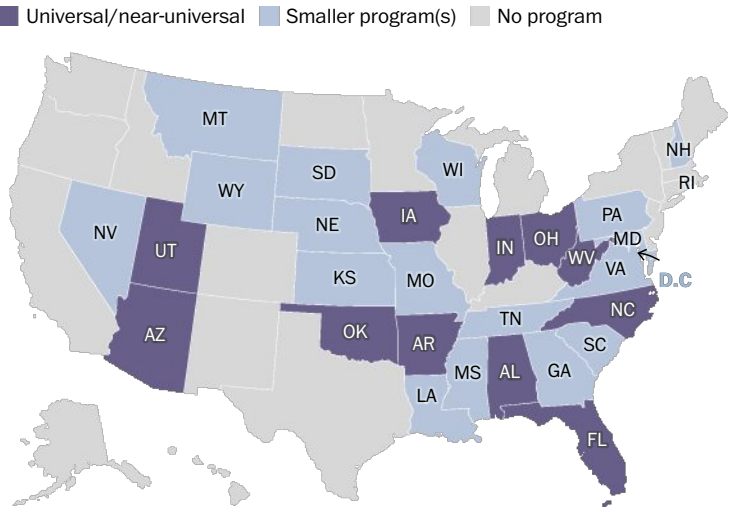 Universal/near-universal Smaller program(s) No program
MT
NH
WI
SD
RI
WY
IA
PA
NE
NV
MD
OH
IN
UT
WV
VA
KS
MO
D.C
NC
TN
OK
AZ
AR
SC
MS
AL
GA
LA
FL